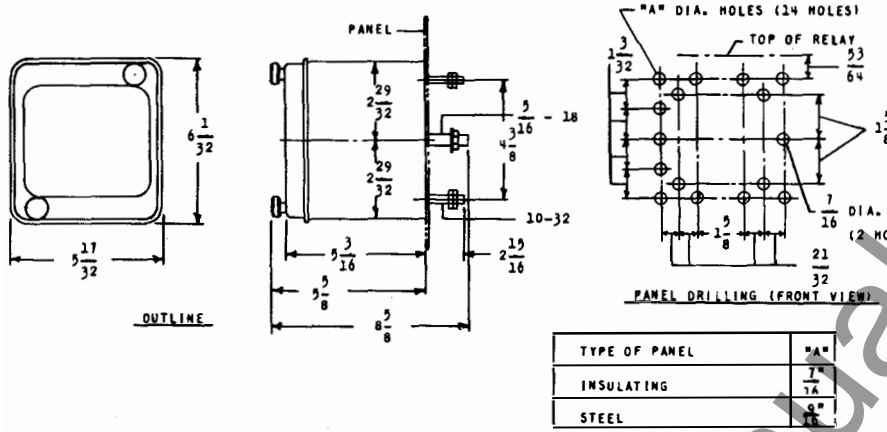 "A" DIA. HOLES (14 HOLES)
PANEL
TOP OF RELAY
1 3/32
53/64
6 1/32
2 29/32
5/16 - 18
4 3/8
2 29/32
10-32
7/16 DIA.
1 5/8
21/32
5 17/32
5 3/16
2 15/16
5 5/8
8 5/8
OUTLINE
PANEL DRILLING (FRONT VIEW)
TYPE OF PANEL "A"
INSULATING 7"/16
STEEL 9"/16